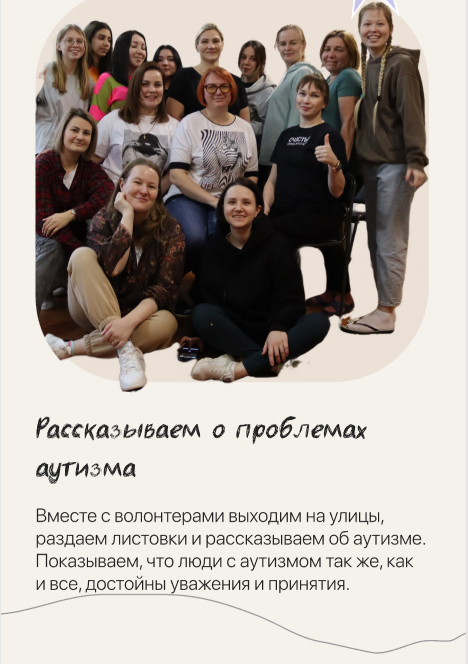 Рассказываем о проблемах
аутизма
Вместе с волонтерами выходим на улицы,
раздаем листовки и рассказываем об аутизме.
Показываем, что люди с аутизмом так же, как
и все, достойны уважения и принятия.